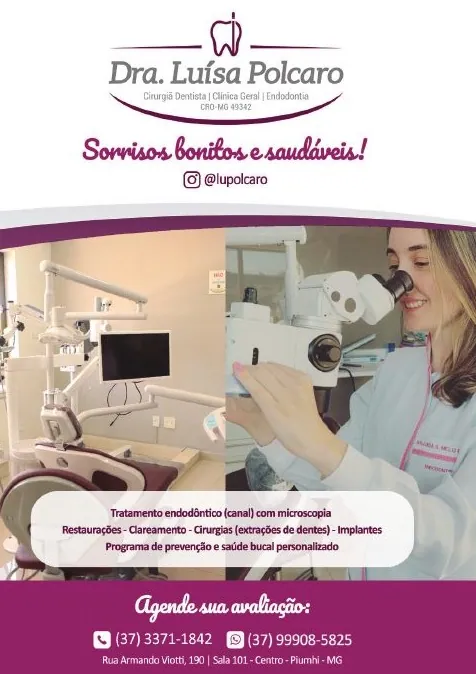 Dra. Luísa Polcaro
Cirurgiã Dentista | Clínica Geral | Endodontia
CRO-MG 49342
Sorrisos bonitos e saudáveis!
@lupolcaro
Tratamento endodôntico (canal) com microscopia
Restaurações - Clareamento - Cirurgias (extrações de dentes) - Implantes
Programa de prevenção e saúde bucal personalizado
Agende sua avaliação:
(37) 3371-1842 (37) 99908-5825
Rua Armando Viotti, 190 | Sala 101 - Centro - Piumhi - MG